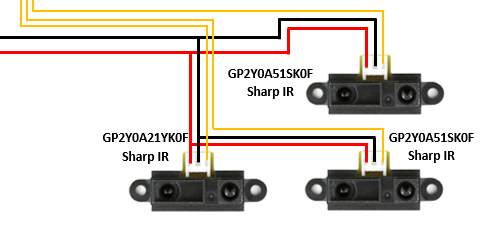 GP2Y0A51SK0F
Sharp IR
GP2Y0A21YK0F
Sharp IR
GP2Y0A51SK0F
Sharp IR